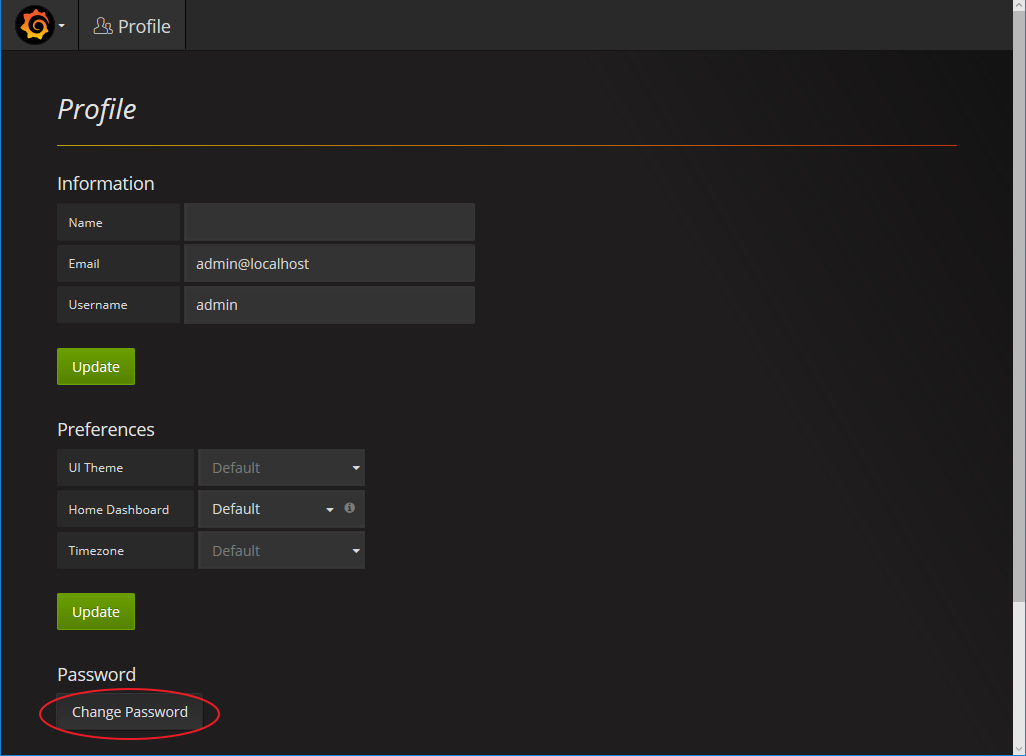 Profile
Profile
Information
Name
Email admin@localhost
Username admin
Update
Preferences
UI Theme Default
Home Dashboard Default
Timezone Default
Update
Password
Change Password